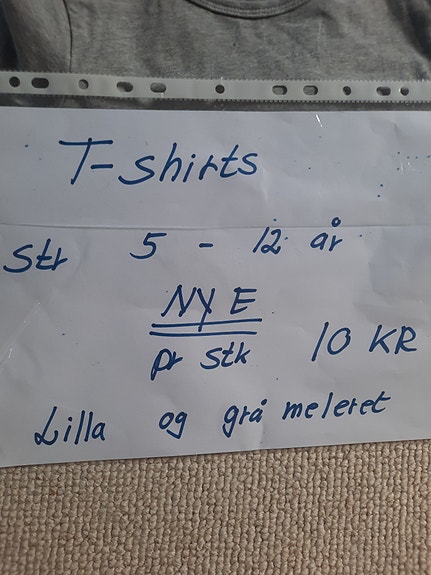 T-shirts
Str 5 - 12 år
NYE
pr stk 10 KR
Lilla og grå meleret